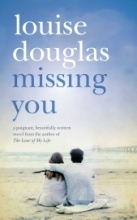 louise
douglas
missing
you
a poignant, beautifully written
novel from the author of
The Love of My Life